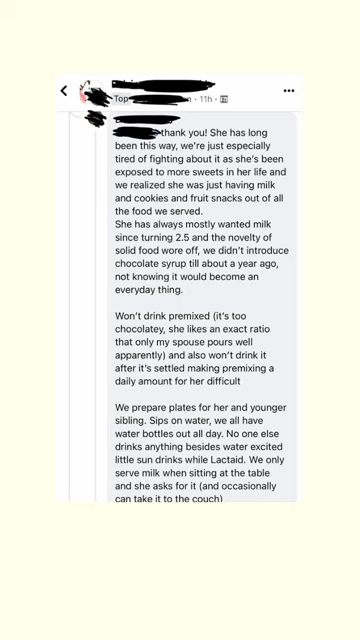 Top
· 11h ·
thank you! She has long
been this way, we're just especially
tired of fighting about it as she's been
exposed to more sweets in her life and
we realized she was just having milk
and cookies and fruit snacks out of all
the food we served.
She has always mostly wanted milk
since turning 2.5 and the novelty of
solid food wore off, we didn't introduce
chocolate syrup till about a year ago,
not knowing it would become an
everyday thing.
Won't drink premixed (it's too
chocolatey, she likes an exact ratio
that only my spouse pours well
apparently) and also won't drink it
after it's settled making premixing a
daily amount for her difficult
We prepare plates for her and younger
sibling. Sips on water, we all have
water bottles out all day. No one else
drinks anything besides water excited
little sun drinks while Lactaid. We only
serve milk when sitting at the table
and she asks for it (and occasionally
can take it to the couch)